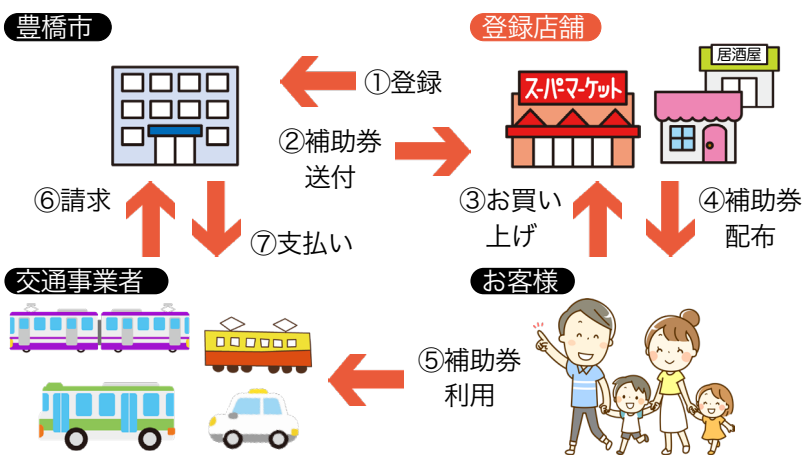 豊橋市
登録店舗
居酒屋
スーパーマーケット
①登録
②補助券
送付
③お買い
上げ
④補助券
配布
⑥請求
⑦支払い
交通事業者
お客様
⑤補助券
利用